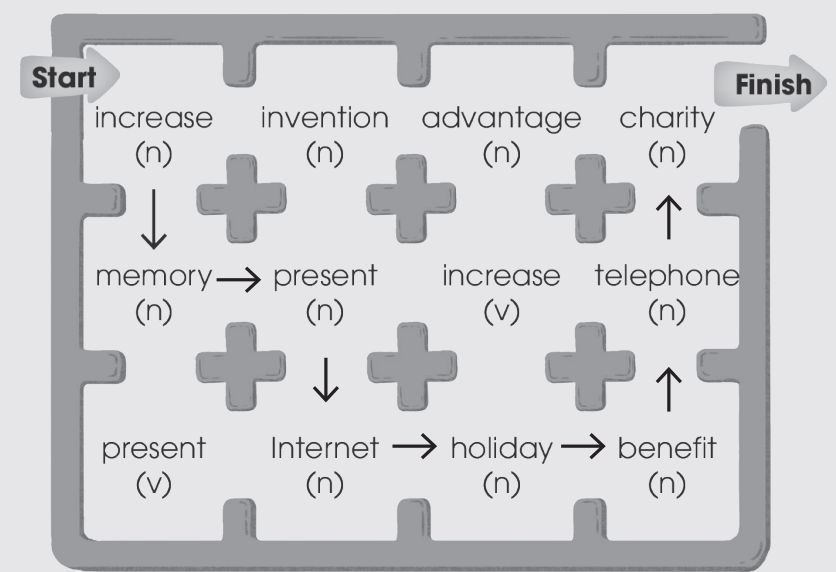 Start
Finish
increase invention advantage charity
(n) (n) (n) (n)
memory present increase telephone
(n) (n) (v) (n)
present Internet holiday benefit
(v) (n) (n) (n)